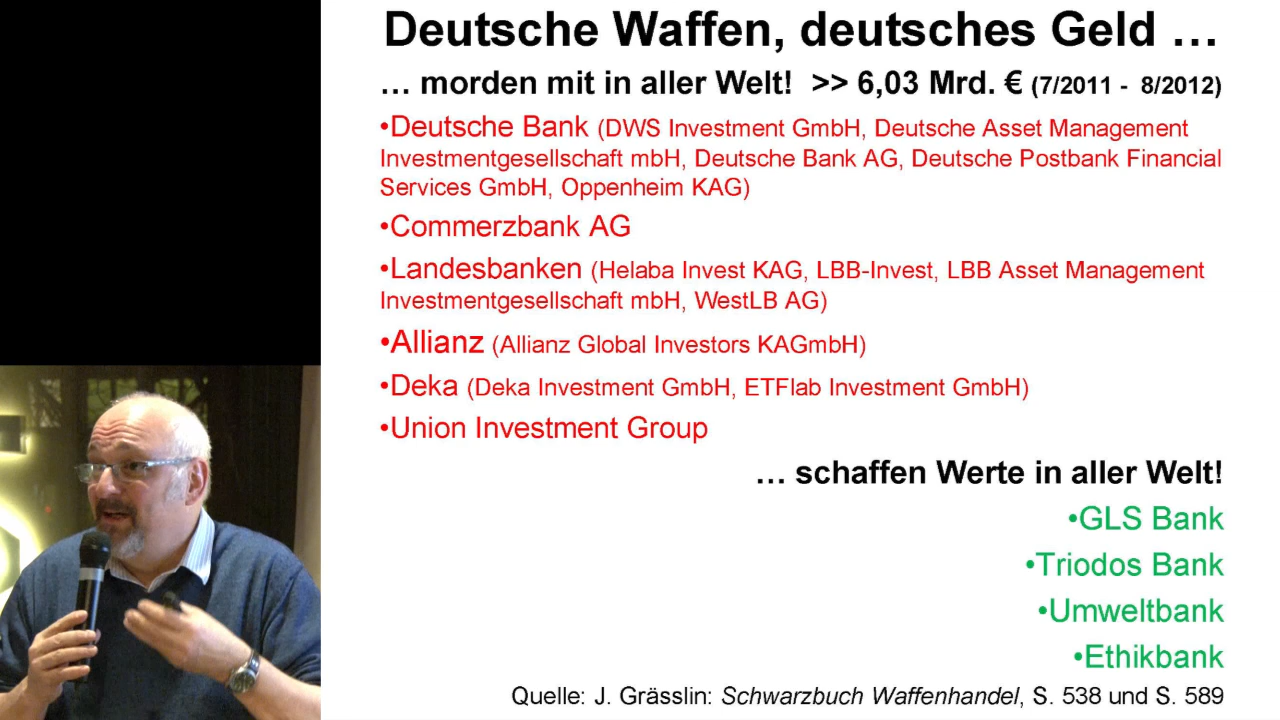 Deutsche Waffen, deutsches Geld …
… morden mit in aller Welt! >> 6,03 Mrd. € (7/2011 - 8/2012)
•Deutsche Bank (DWS Investment GmbH, Deutsche Asset Management
Investmentgesellschaft mbH, Deutsche Bank AG, Deutsche Postbank Financial
Services GmbH, Oppenheim KAG)
•Commerzbank AG
•Landesbanken (Helaba Invest KAG, LBB-Invest, LBB Asset Management
Investmentgesellschaft mbH, WestLB AG)
•Allianz (Allianz Global Investors KAGmbH)
•Deka (Deka Investment GmbH, ETFlab Investment GmbH)
•Union Investment Group
… schaffen Werte in aller Welt!
•GLS Bank
•Triodos Bank
•Umweltbank
•Ethikbank
Quelle: J. Grässlin: Schwarzbuch Waffenhandel, S. 538 und S. 589